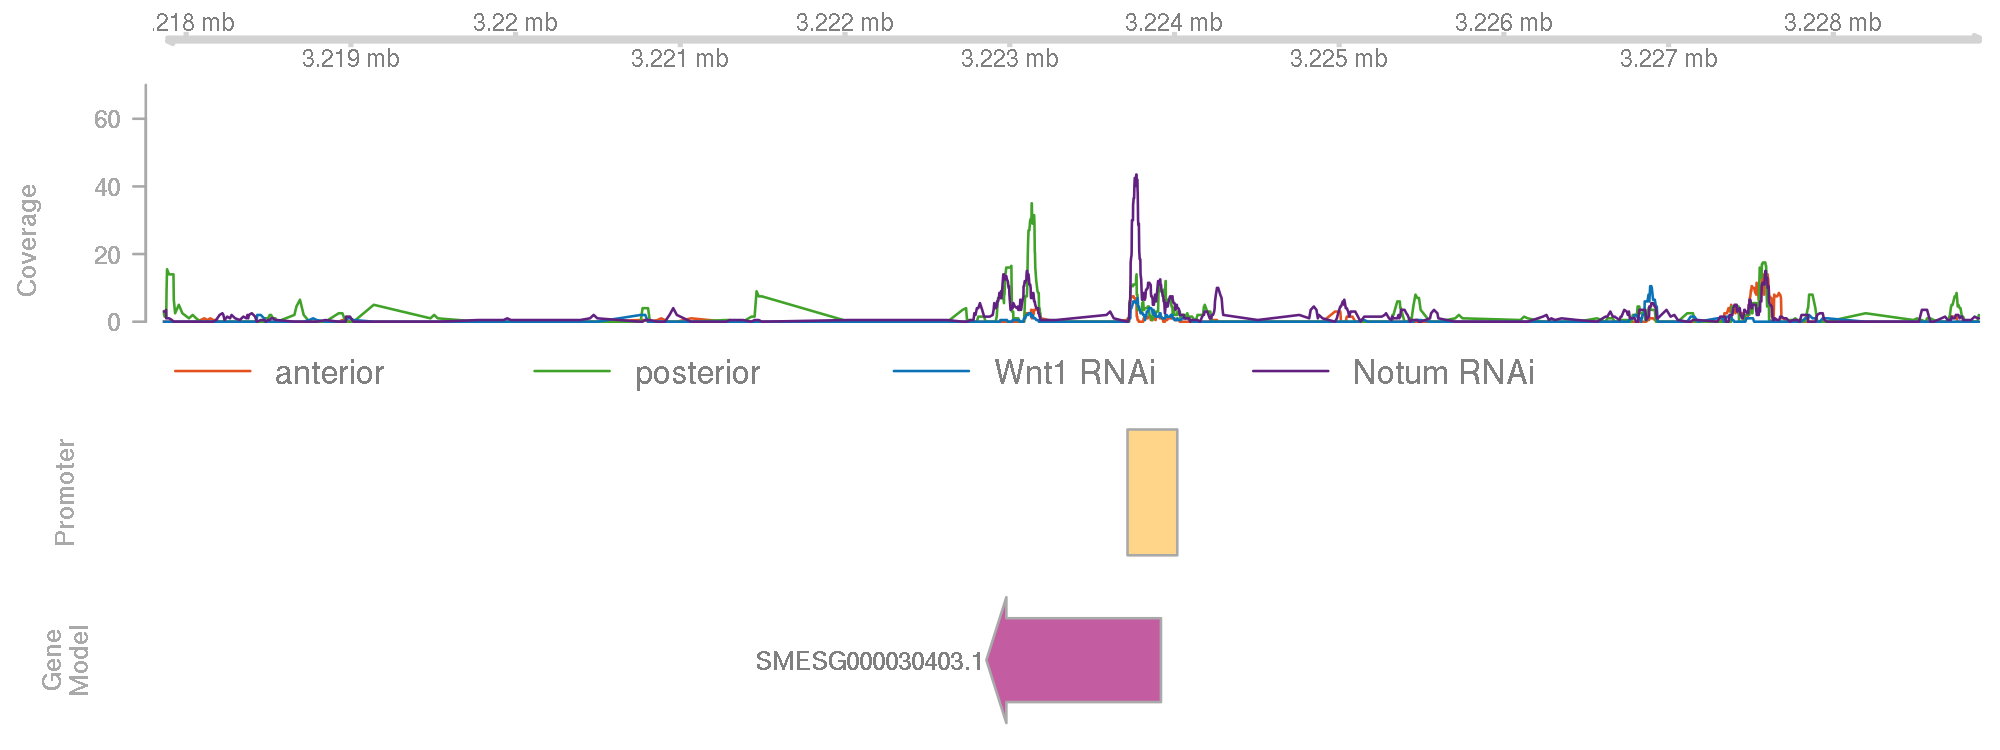 .218 mb 3.22 mb 3.222 mb 3.224 mb 3.226 mb 3.228 mb
3.219 mb 3.221 mb 3.223 mb 3.225 mb 3.227 mb
60
40
20
0
Coverage
anterior posterior Wnt1 RNAi Notum RNAi
Promoter
Gene
Model
SMESG000030403.1